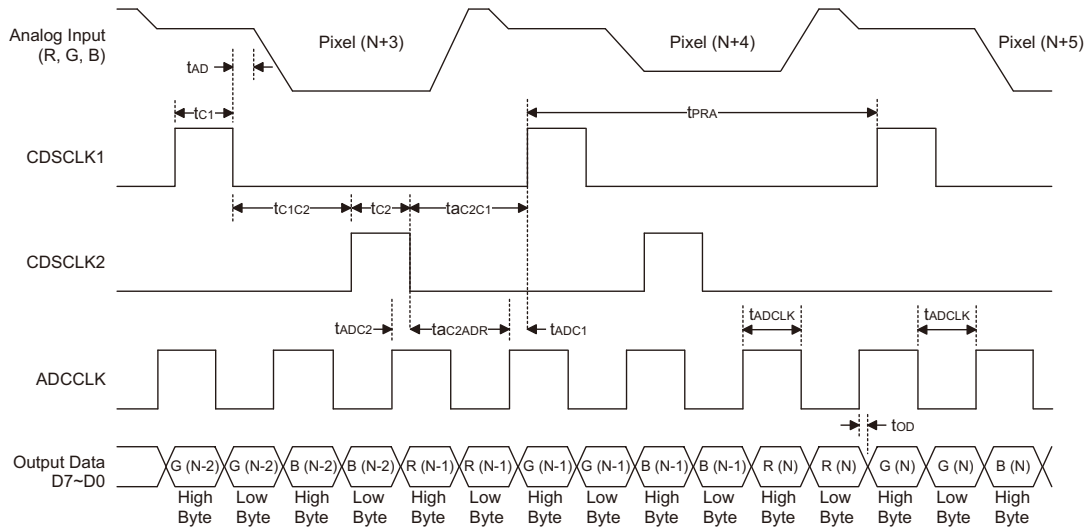 Analog Input
(R, G, B)
Pixel (N+3)
Pixel (N+4)
Pixel (N+5)
tAD
tC1
tPRA
CDSCLK1
tC1C2
tC2
taC2C1
CDSCLK2
tADC2
taC2ADR
tADC1
tADCLK
tADCLK
ADCCLK
tOD
Output Data
D7~D0
G (N-2) G (N-2) B (N-2) B (N-2) R (N-1) R (N-1) G (N-1) G (N-1) B (N-1) B (N-1) R (N) R (N) G (N) G (N) B (N)
High Low High Low High Low High Low High Low High Low High Low High
Byte Byte Byte Byte Byte Byte Byte Byte Byte Byte Byte Byte Byte Byte Byte